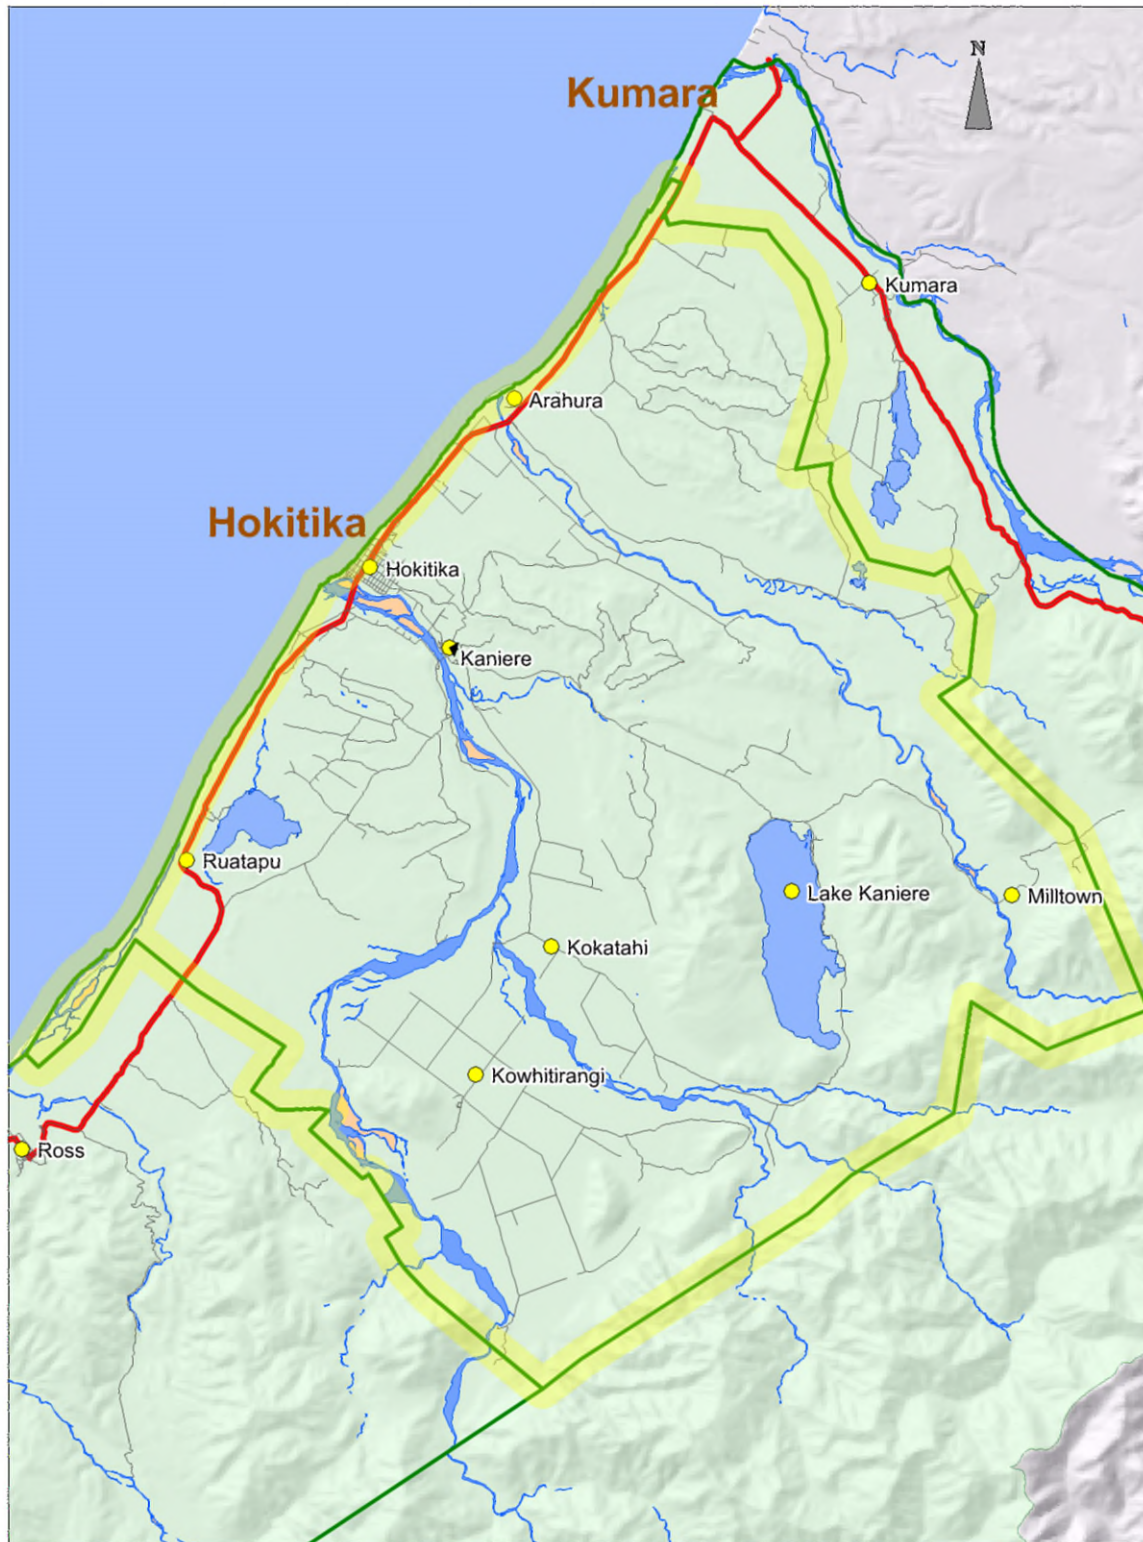 N
Kumara
Kumara
Arahura
Hokitika
Hokitika
Kaniere
Ruatapu
Lake Kaniere
Milltown
Kokatahi
Kowhitirangi
Ross